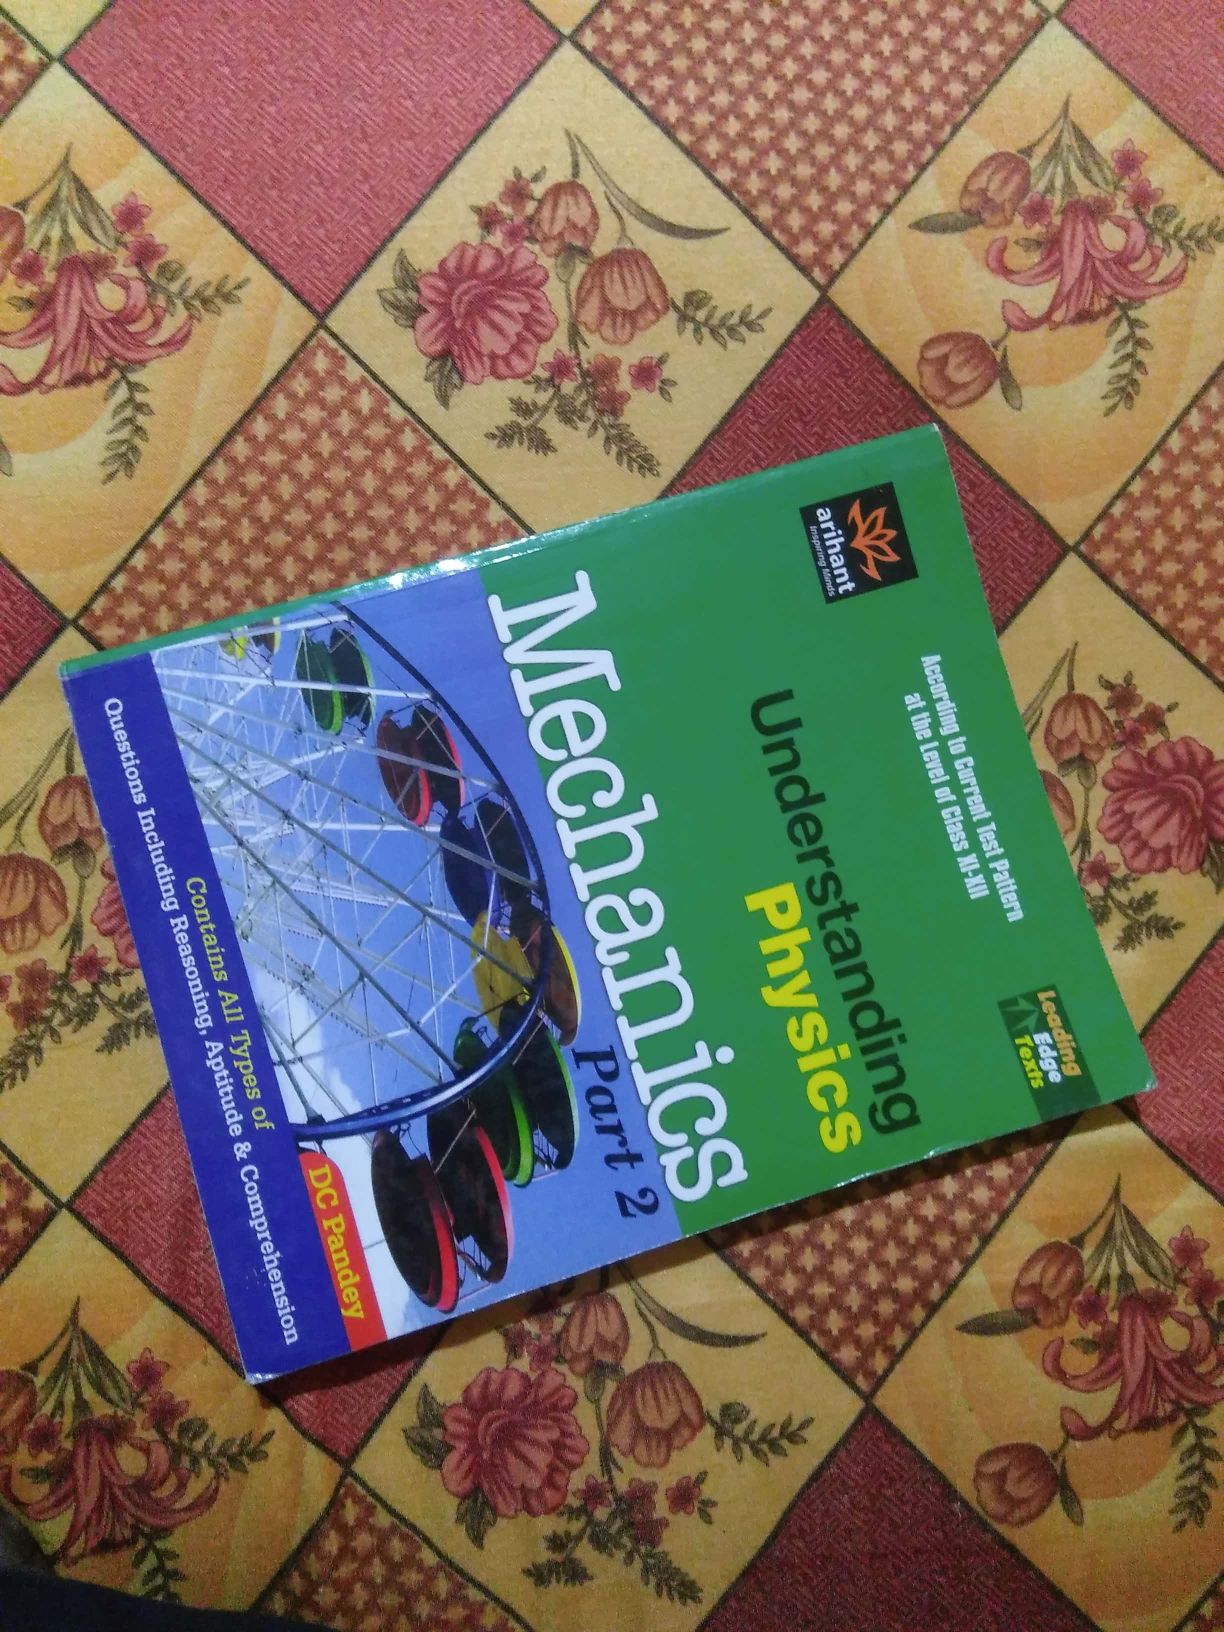 According to Current Test Pattern
at the Level of Class XI-XII
Leading
Edge
Texts
arihant
Inspiring Minds
Understanding
Physics
Mechanics
Part 2
DC Pandey
Contains All Types of
Questions Including Reasoning, Aptitude & Comprehension